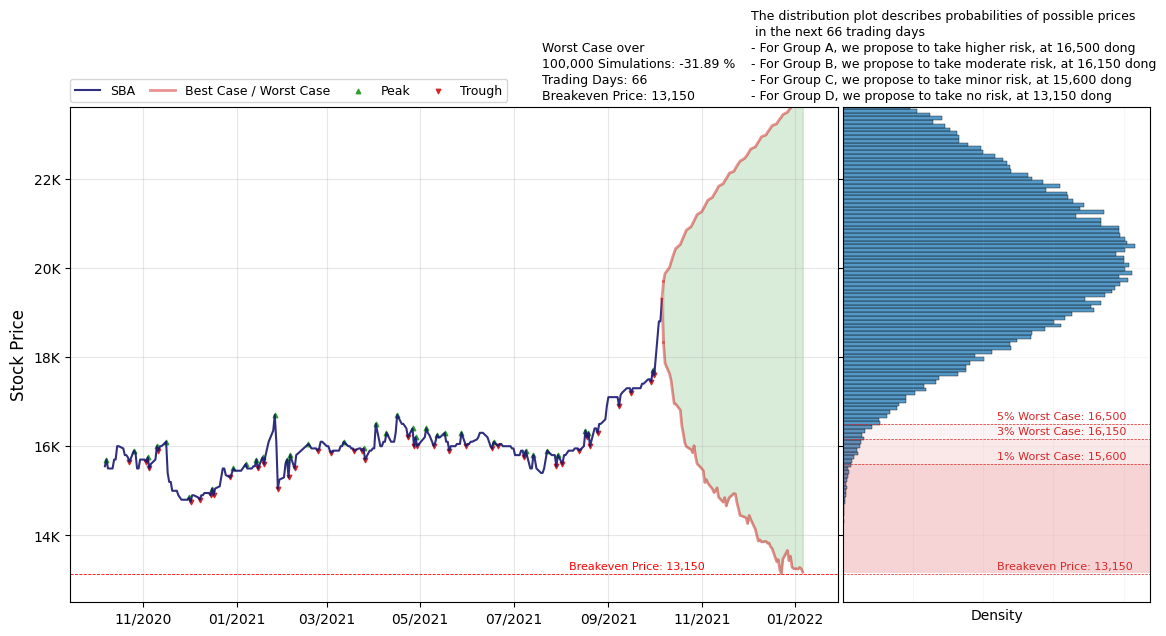 The distribution plot describes probabilities of possible prices
in the next 66 trading days
- For Group A, we propose to take higher risk, at 16,500 dong
- For Group B, we propose to take moderate risk, at 16,150 dong
- For Group C, we propose to take minor risk, at 15,600 dong
- For Group D, we propose to take no risk, at 13,150 dong
Worst Case over
100,000 Simulations: -31.89 %
Trading Days: 66
Breakeven Price: 13,150
SBA
Best Case / Worst Case
Peak
Trough
Stock Price
22K
20K
18K
16K
14K
Breakeven Price: 13,150
11/2020
01/2021
03/2021
05/2021
07/2021
09/2021
11/2021
01/2022
5% Worst Case: 16,500
3% Worst Case: 16,150
1% Worst Case: 15,600
Breakeven Price: 13,150
Density